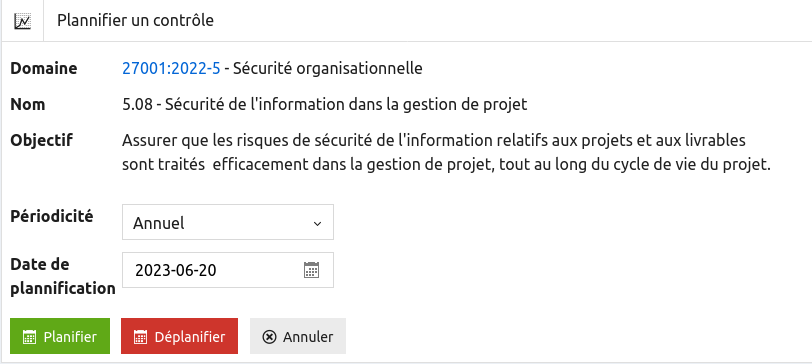 Plannifier un contrôle
Domaine 27001:2022-5 - Sécurité organisationnelle
Nom 5.08 - Sécurité de l'information dans la gestion de projet
Objectif Assurer que les risques de sécurité de l'information relatifs aux projets et aux livrables
sont traités  efficacement dans la gestion de projet, tout au long du cycle de vie du projet.
Périodicité Annuel
Date de
plannification 2023-06-20
Planifier Déplanifier Annuler